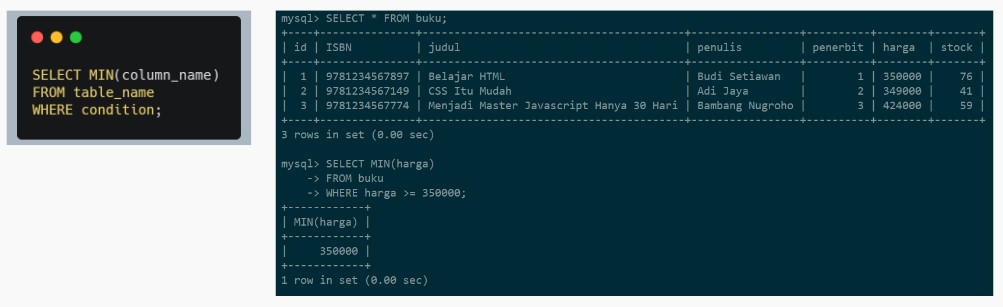 SELECT MIN(column_name)
FROM table_name
WHERE condition;
mysql> SELECT * FROM buku;
+----+---------------+------------------------------------------+-----------------+----------+--------+-------+
| id | ISBN | judul | penulis | penerbit | harga | stock |
+----+---------------+------------------------------------------+-----------------+----------+--------+-------+
| 1 | 9781234567897 | Belajar HTML | Budi Setiawan | 1 | 350000 | 76 |
| 2 | 9781234567149 | CSS Itu Mudah | Adi Jaya | 2 | 349000 | 41 |
| 3 | 9781234567774 | Menjadi Master Javascript Hanya 30 Hari | Bambang Nugroho | 3 | 424000 | 59 |
+----+---------------+------------------------------------------+-----------------+----------+--------+-------+
3 rows in set (0.00 sec)
mysql> SELECT MIN(harga)
-> FROM buku
-> WHERE harga >= 350000;
+------------+
| MIN(harga) |
+------------+
| 350000 |
+------------+
1 row in set (0.00 sec)